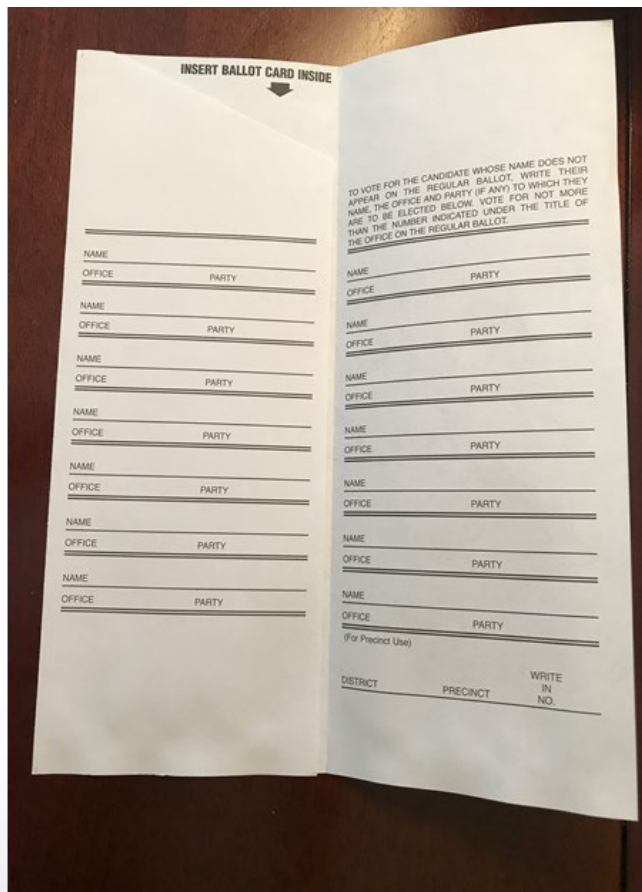 INSERT BALLOT CARD INSIDE
NAME
OFFICE PARTY
NAME
OFFICE PARTY
NAME
OFFICE PARTY
NAME
OFFICE PARTY
NAME
OFFICE PARTY
NAME
OFFICE PARTY
NAME
OFFICE PARTY
TO VOTE FOR THE CANDIDATE WHOSE NAME DOES NOT
APPEAR ON THE REGULAR BALLOT, WRITE THEIR
NAME, THE OFFICE AND PARTY (IF ANY) TO WHICH THEY
ARE TO BE ELECTED BELOW. VOTE FOR NOT MORE
THAN THE NUMBER INDICATED UNDER THE TITLE OF
THE OFFICE ON THE REGULAR BALLOT.
NAME
OFFICE PARTY
NAME
OFFICE PARTY
NAME
OFFICE PARTY
NAME
OFFICE PARTY
NAME
OFFICE PARTY
NAME
OFFICE PARTY
NAME
OFFICE PARTY
(For Precinct Use)
WRITE
IN
DISTRICT PRECINCT NO.